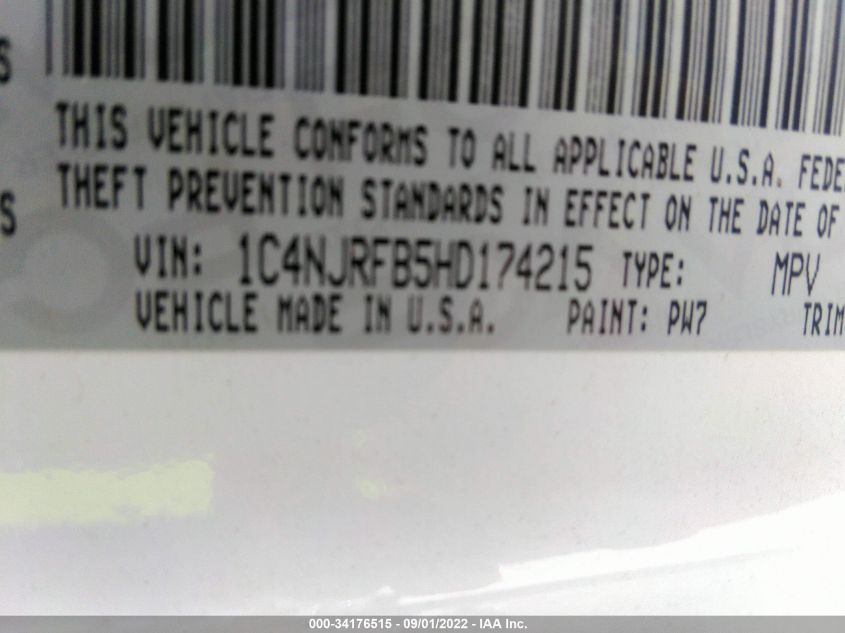 S
THIS VEHICLE CONFORMS TO ALL APPLICABLE U.S.A. FEDE
S
THEFT PREVENTION STANDARDS IN EFFECT ON THE DATE OF
VIN: 1C4NJRFB5HD174215 TYPE: MPV
VEHICLE MADE IN U.S.A. PAINT: PW7 TRIM
000-34176515 - 09/01/2022 - IAA Inc.